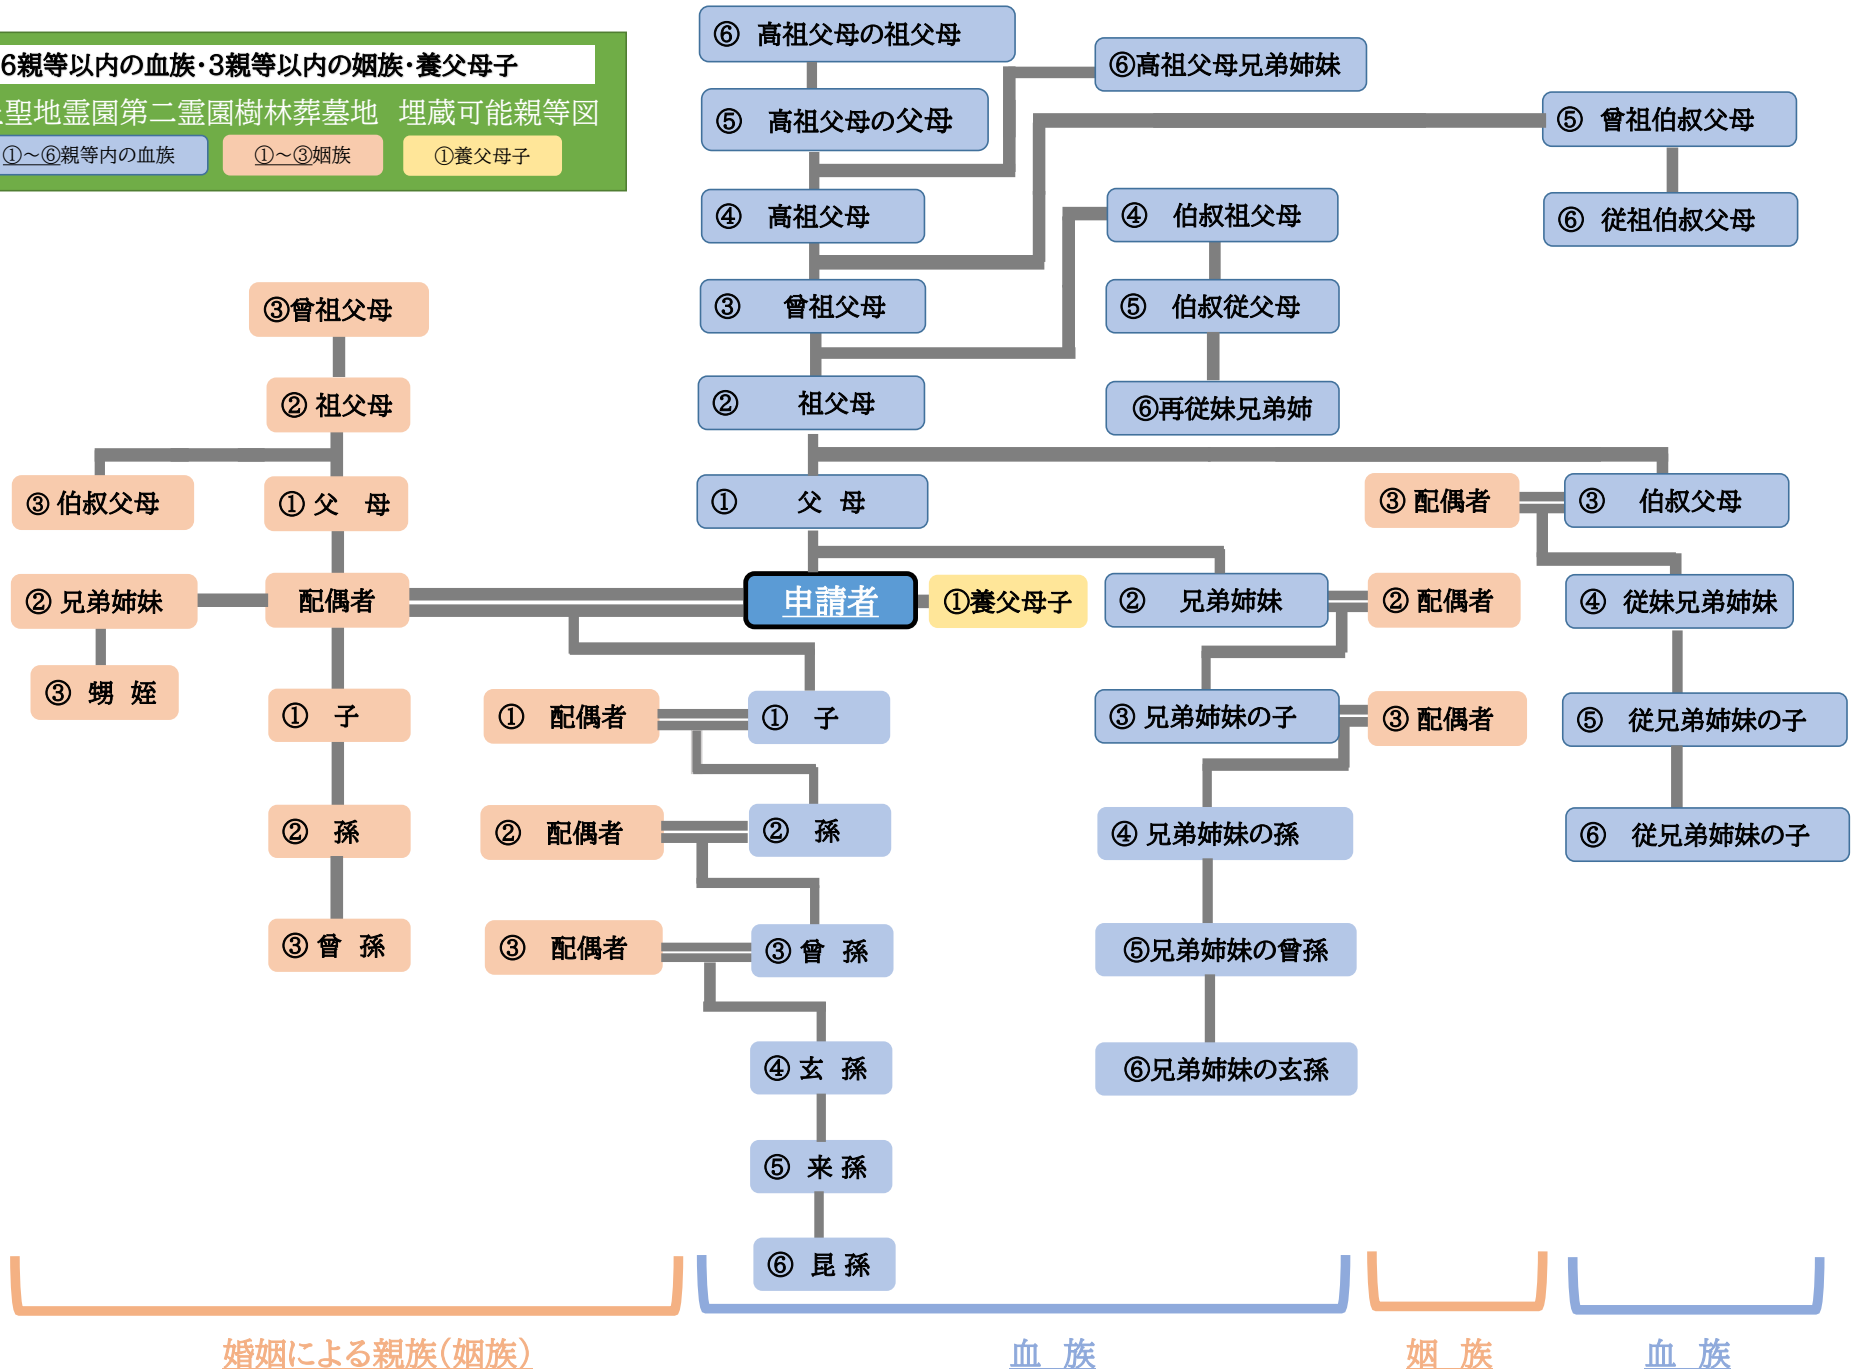 6親等以内の血族・3親等以内の姻族・養父母子
聖地霊園第二霊園樹林葬墓地 埋蔵可能親等図
①～⑥親等内の血族
①～③姻族
①養父母子
⑥ 高祖父母の祖父母
⑥高祖父母兄弟姉妹
⑤ 高祖父母の父母
⑤ 曾祖伯叔父母
④ 高祖父母
④ 伯叔祖父母
⑥ 従祖伯叔父母
③曾祖父母
③ 曾祖父母
⑤ 伯叔従父母
② 祖父母
② 祖父母
⑥再従妹兄弟姉
③ 伯叔父母
① 父 母
① 父 母
③ 配偶者
③ 伯叔父母
② 兄弟姉妹
配偶者
申請者
①養父母子
② 兄弟姉妹
② 配偶者
④ 従妹兄弟姉妹
③ 甥 姪
① 子
① 配偶者
① 子
③ 兄弟姉妹の子
③ 配偶者
⑤ 従兄弟姉妹の子
② 孫
② 配偶者
② 孫
④ 兄弟姉妹の孫
⑥ 従兄弟姉妹の子
③ 曾 孫
③ 配偶者
③ 曾 孫
⑤兄弟姉妹の曾孫
④ 玄 孫
⑥兄弟姉妹の玄孫
⑤ 来 孫
⑥ 昆 孫
婚姻による親族（姻族）
血 族
姻 族
血 族